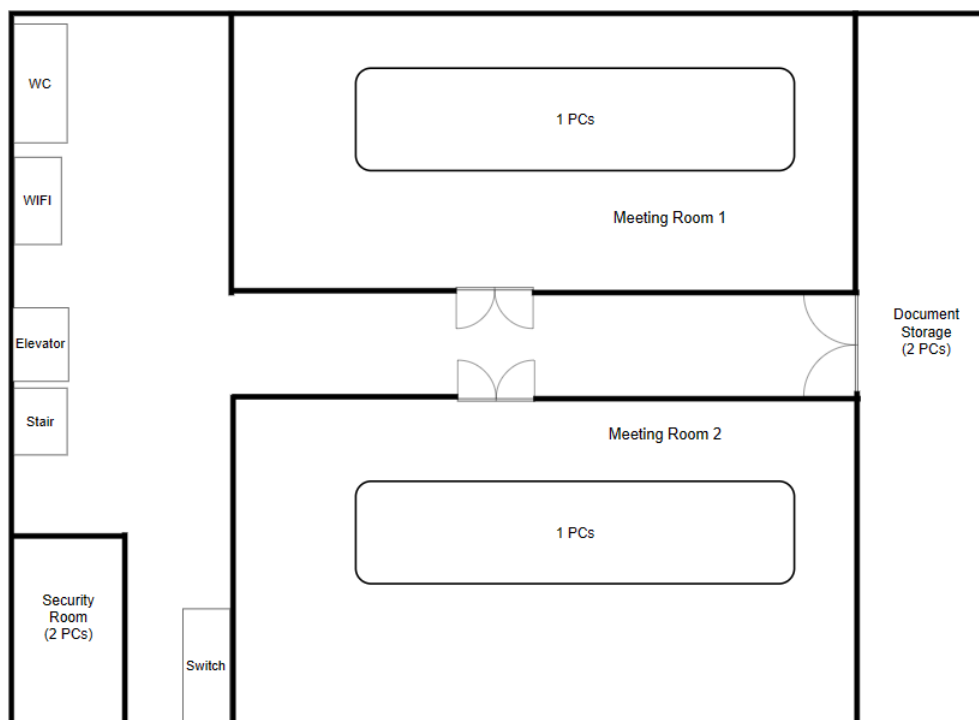 WC
1 PCs
WIFI
Meeting Room 1
Elevator
Document
Storage
(2 PCs)
Stair
Meeting Room 2
1 PCs
Security
Room
(2 PCs)
Switch